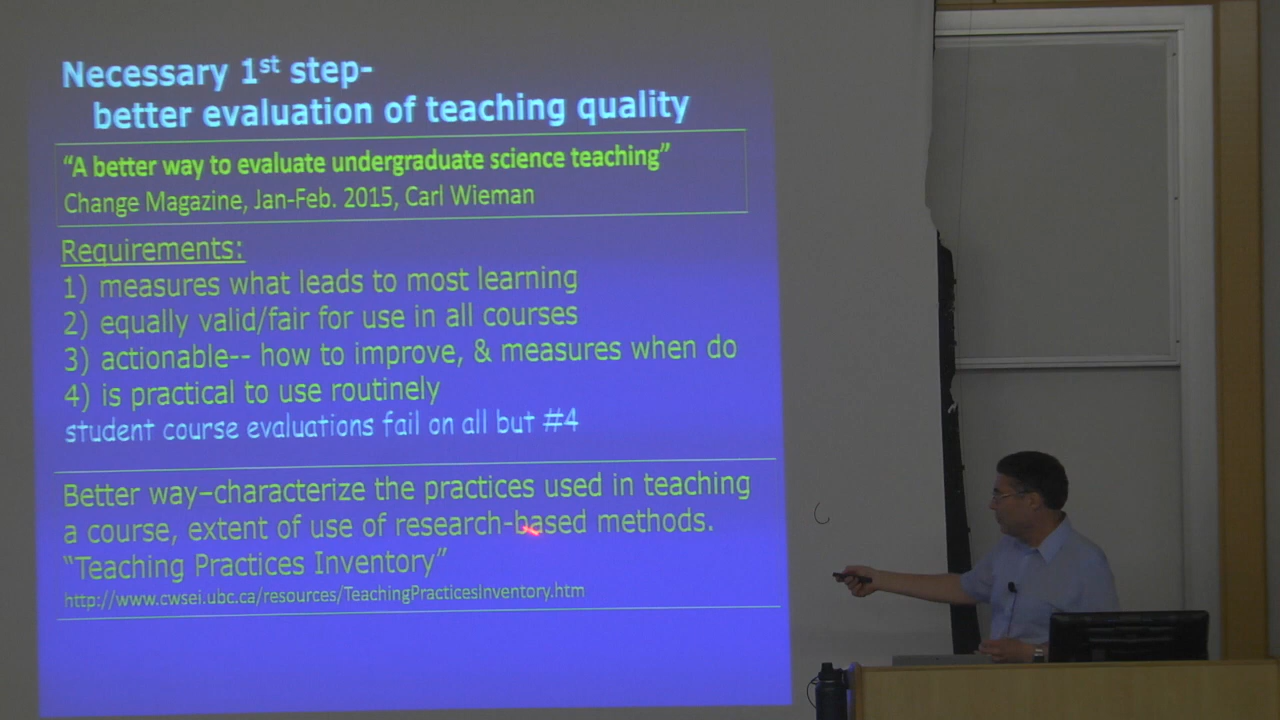 Necessary 1st step-
better evaluation of teaching quality
“A better way to evaluate undergraduate science teaching”
Change Magazine, Jan-Feb. 2015, Carl Wieman
Requirements:
1) measures what leads to most learning
2) equally valid/fair for use in all courses
3) actionable-- how to improve, & measures when do
4) is practical to use routinely
student course evaluations fail on all but #4
Better way–characterize the practices used in teaching
a course, extent of use of research-based methods.
“Teaching Practices Inventory”
http://www.cwsei.ubc.ca/resources/TeachingPracticesInventory.htm